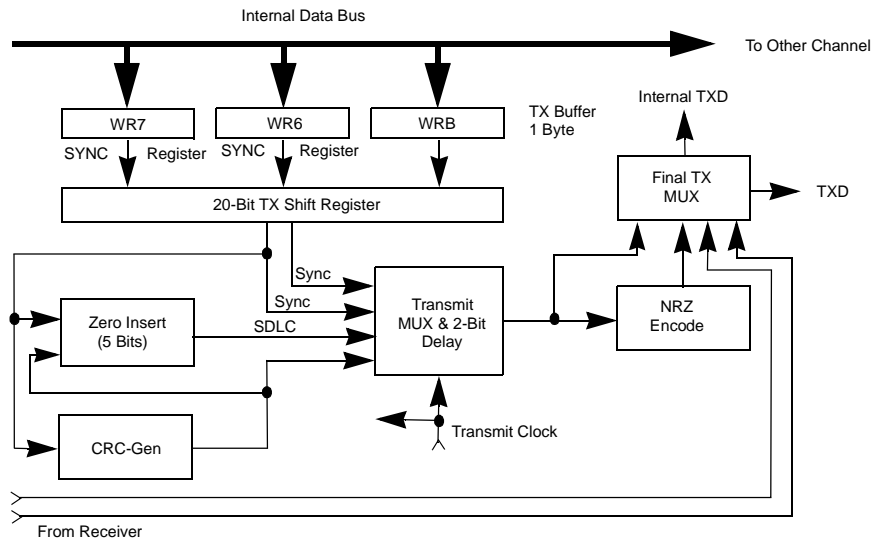 Internal Data Bus
To Other Channel
WR7
WR6
WRB
TX Buffer
1 Byte
Internal TXD
SYNC Register
SYNC Register
Final TX
MUX
TXD
20-Bit TX Shift Register
Sync
Sync
SDLC
Zero Insert
(5 Bits)
Transmit
MUX & 2-Bit
Delay
NRZ
Encode
CRC-Gen
Transmit Clock
From Receiver